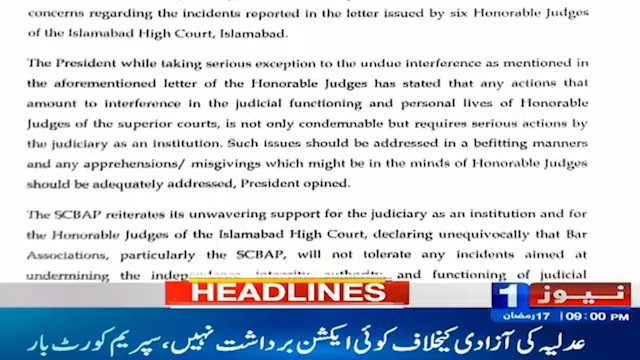 concerns regarding the incidents reported in the letter issued by six Honorable Judges
of the Islamabad High Court, Islamabad.
The President while taking serious exception to the undue interference as mentioned in
the aforementioned letter of the Honorable Judges has stated that any actions that
amount to interference in the judicial functioning and personal lives of Honorable
Judges of the superior courts, is not only condemnable but requires serious actions by
the judiciary as an institution. Such issues should be addressed in a befitting manners
and any apprehensions/ misgivings which might be in the minds of Honorable Judges
should be adequately addressed, President opined.
The SCBAP reiterates its unwavering support for the judiciary as an institution and for
the Honorable Judges of the Islamabad High Court, declaring unequivocally that Bar
Associations, particularly the SCBAP, will not tolerate any incidents aimed at
undermining the independence, integrity, authority, and functioning of judicial
HEADLINES
نیوز 1
17 رمضان | 09:00 PM
عدلیہ کی آزادی کیخلاف کوئی ایکشن برداشت نہیں، سپریم کورٹ بار